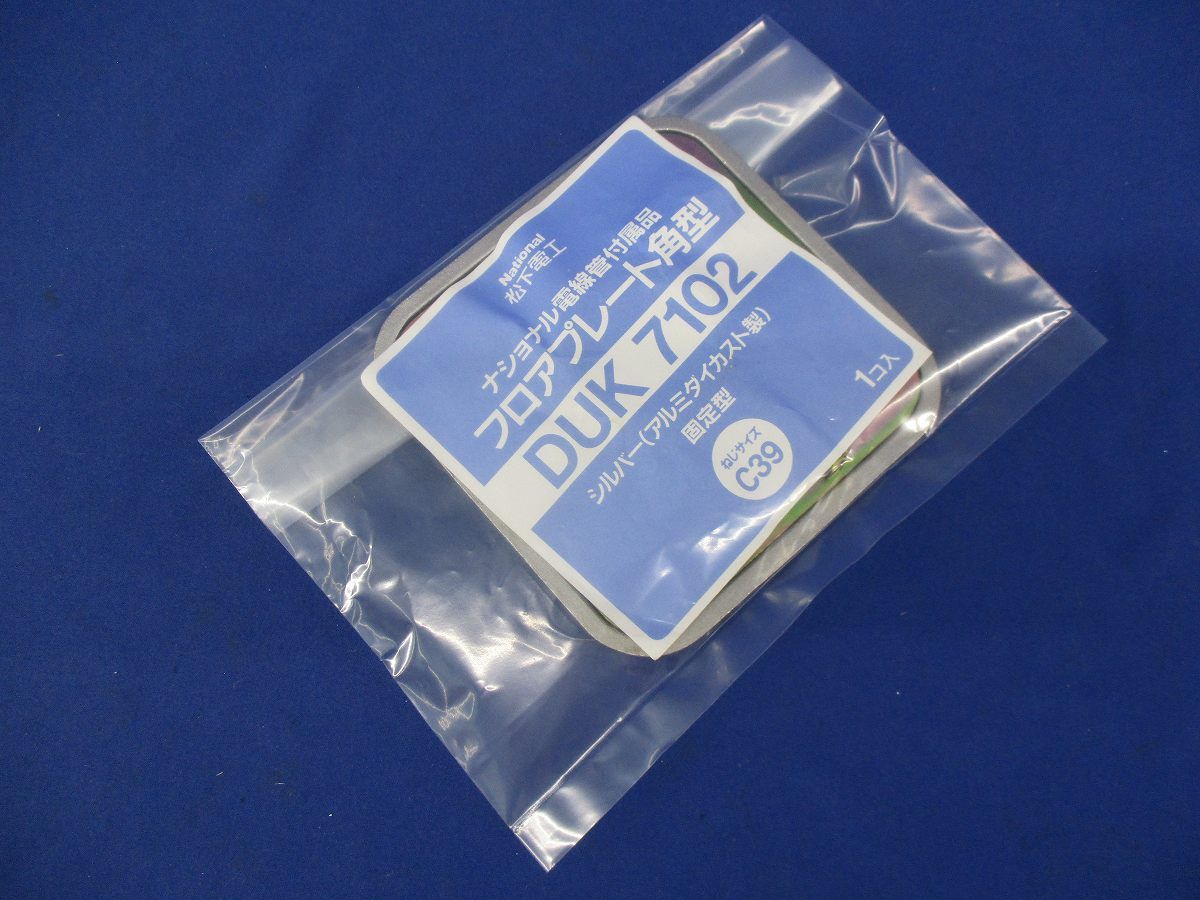 National
松下電工
ナショナル電線管付属品
フロアプレート角型
DUK 7102
シルバー(アルミダイカスト製)
固定型
ねじサイズ
C39
1コ入